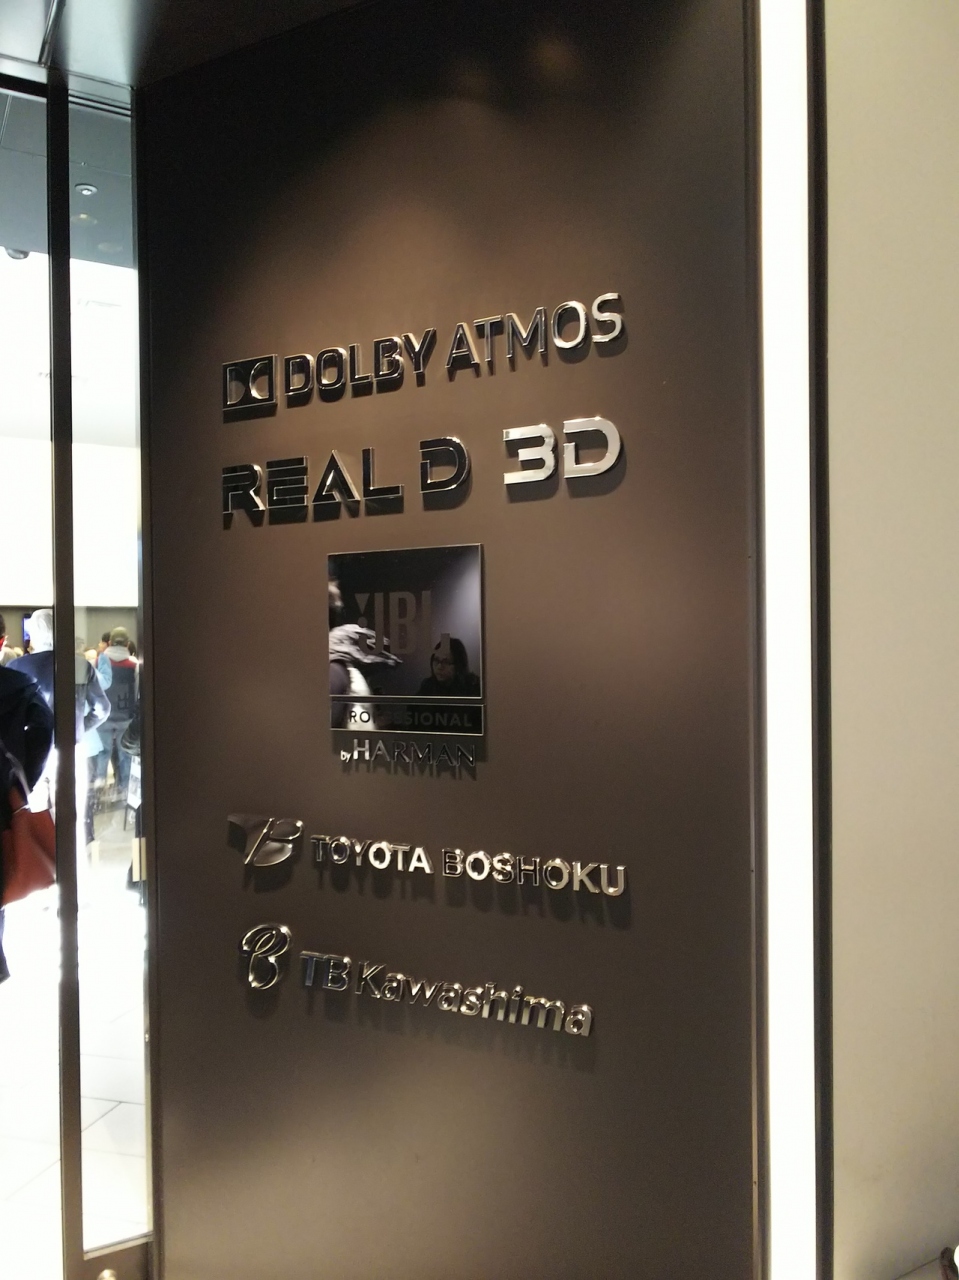 DOLBY ATMOS
REAL D 3D
JBL
PROFESSIONAL
by HARMAN
TOYOTA BOSHOKU
TB Kawashima